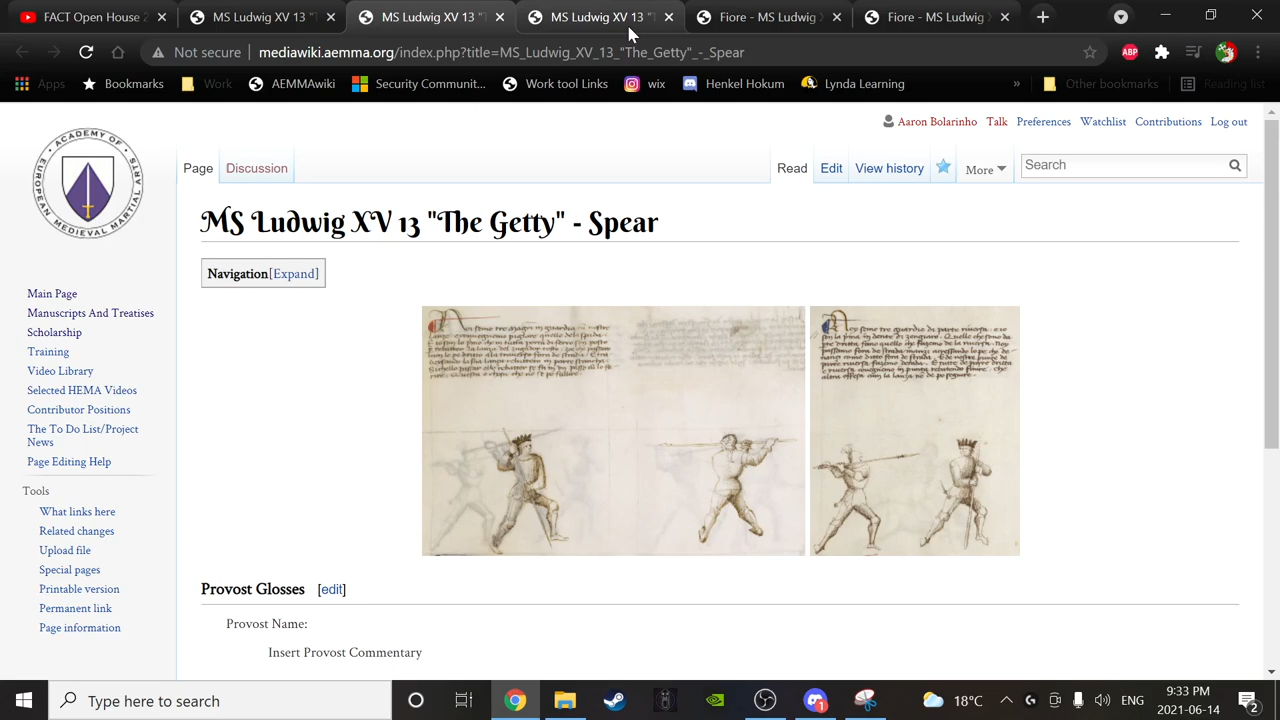 FACT Open House 2
MS Ludwig XV 13 "T
MS Ludwig XV 13 "
MS Ludwig XV 13 "T
Fiore - MS Ludwig
Fiore - MS Ludwig
Not secure
mediawiki.aemma.org/index.php?title=MS_Ludwig_XV_13_"The_Getty"_-_Spear
ABP
Apps
Bookmarks
Work
AEMMAwiki
Security Communit...
Work tool Links
wix
Henkel Hokum
Lynda Learning
»
Other bookmarks
Reading list
ACADEMY OF
EUROPEAN MEDIEVAL MARTIAL ARTS
Aaron Bolarinho Talk Preferences Watchlist Contributions Log out
Page Discussion
Read Edit View history More
Search
MS Ludwig XV 13 "The Getty" - Spear
Navigation[Expand]
Main Page
Manuscripts And Treatises
Scholarship
Training
Video Library
Selected HEMA Videos
Contributor Positions
The To Do List/Project
News
Page Editing Help
Tools
What links here
Related changes
Upload file
Special pages
Printable version
Permanent link
Page information
Provost Glosses [edit]
Provost Name:
Insert Provost Commentary
Type here to search
1
18°C
ENG
9:33 PM
2021-06-14
2